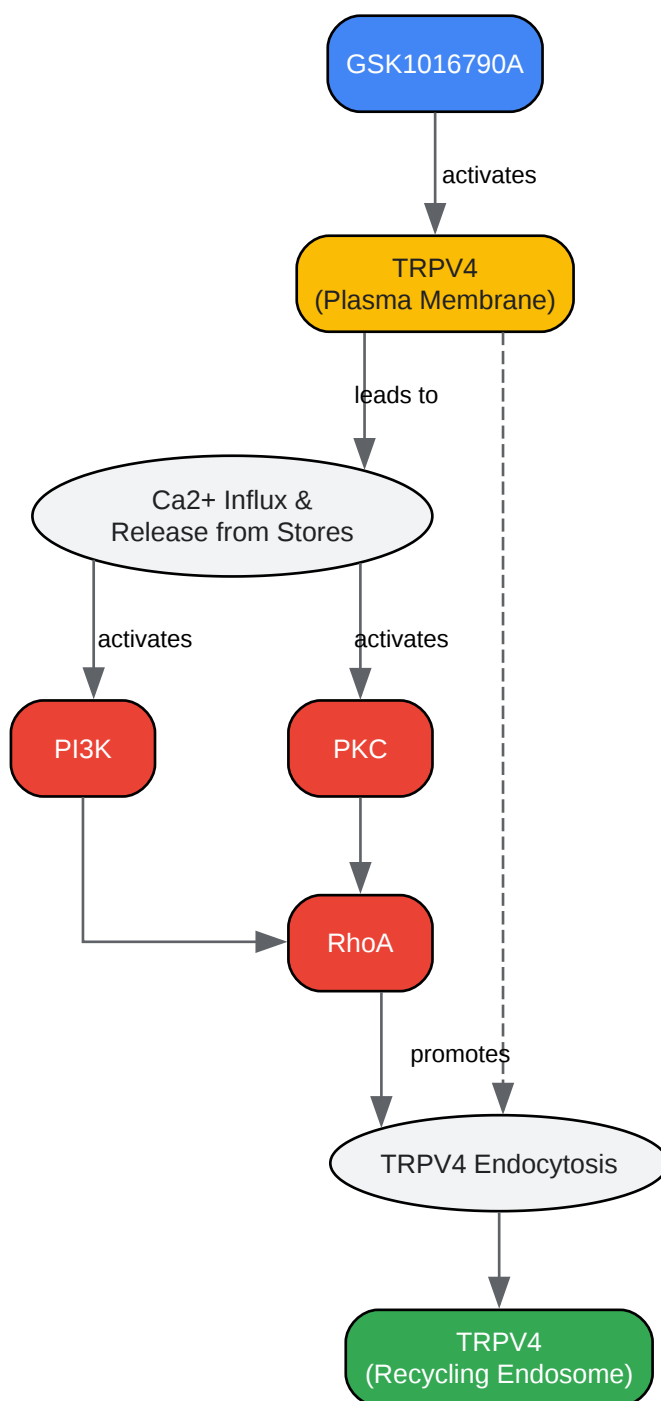 GSK1016790A
activates
TRPV4
(Plasma Membrane)
leads to
Ca2+ Influx &
Release from Stores
activates
activates
PI3K
PKC
RhoA
promotes
TRPV4 Endocytosis
TRPV4
(Recycling Endosome)